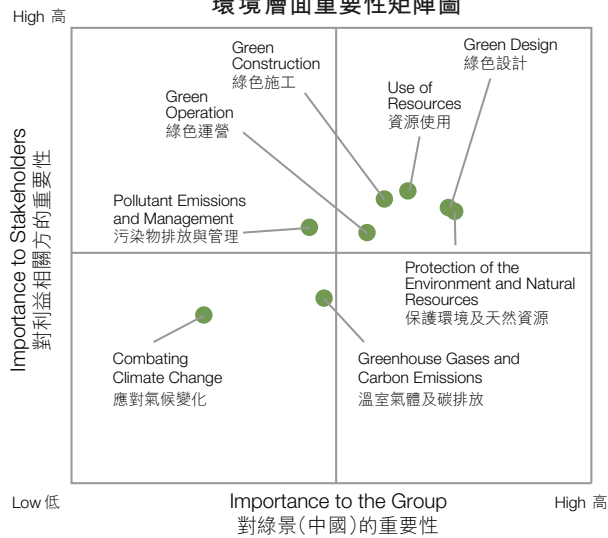 環境層面重要性矩陣圖
High 高
Green
Construction
綠色施工
Green Design
綠色設計
Green
Operation
綠色運營
Use of
Resources
資源使用
Pollutant Emissions
and Management
污染物排放與管理
Importance to Stakeholders
對利益相關方的重要性
Protection of the
Environment and Natural
Resources
保護環境及天然資源
Combating
Climate Change
應對氣候變化
Greenhouse Gases and
Carbon Emissions
溫室氣體及碳排放
Low 低
Importance to the Group
對綠景(中國)的重要性
High 高